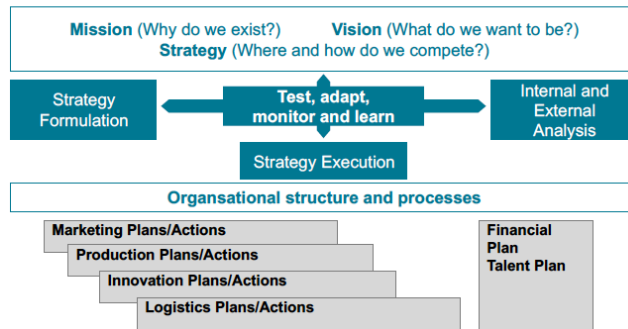 Mission (Why do we exist?) Vision (What do we want to be?)
Strategy (Where and how do we compete?)
Strategy
Formulation
Test, adapt,
monitor and learn
Internal and
External
Analysis
Strategy Execution
Organsational structure and processes
Marketing Plans/Actions
Production Plans/Actions
Innovation Plans/Actions
Logistics Plans/Actions
Financial
Plan
Talent Plan